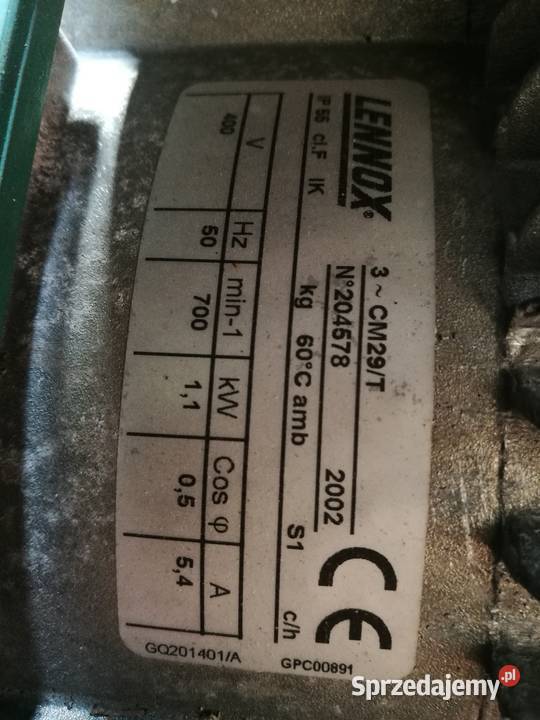 LENNOX®
3 ~ CM29/T
N°204578 2002
CE
IP 55 cl.F IK kg 60°C amb S1 c/h
V Hz min-1 kW Cos φ A
400 50 700 1,1 0,5 5,4
GQ201401/A GPC00891
Sprzedajemy.pl